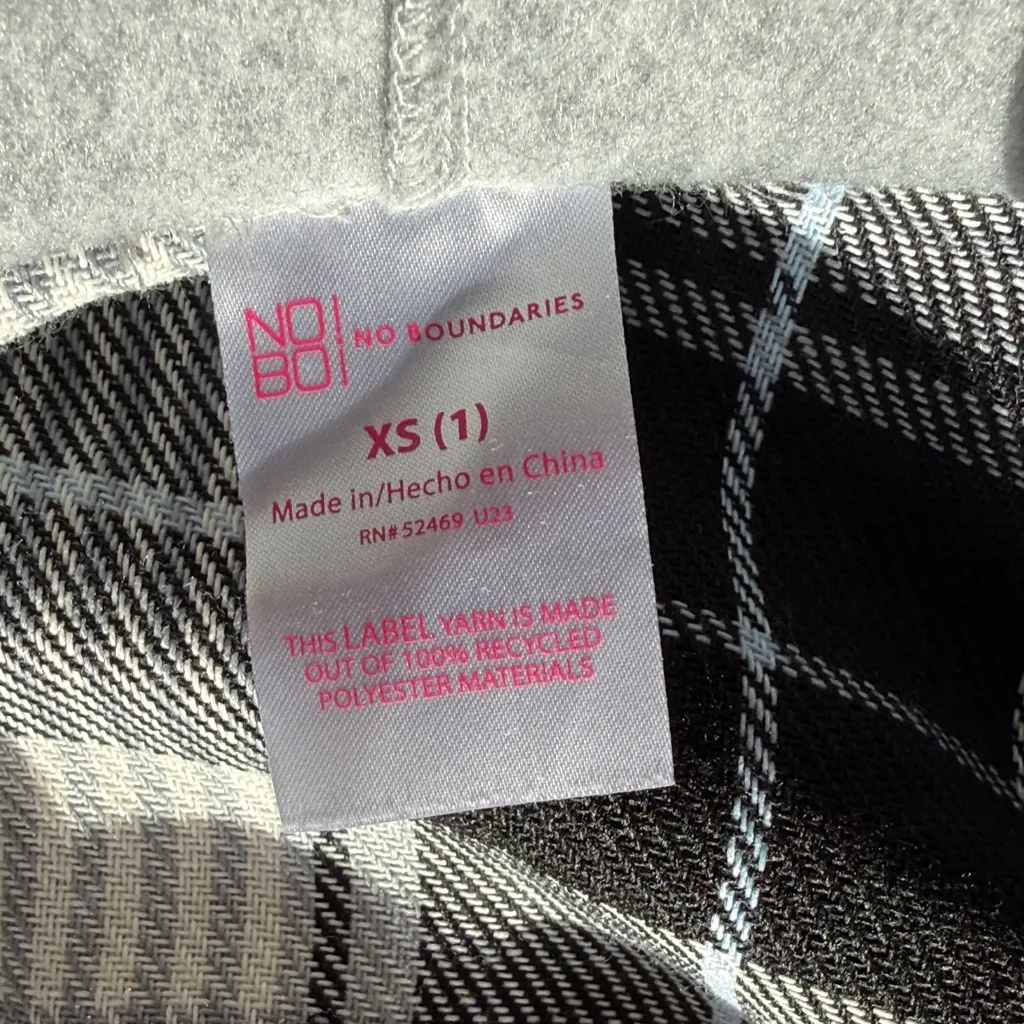 NO!
BO!
NO BOUNDARIES
XS (1)
Made in/Hecho en China
RN# 52469 U23
THIS LABEL YARN IS MADE
OUT OF 100% RECYCLED
POLYESTER MATERIALS